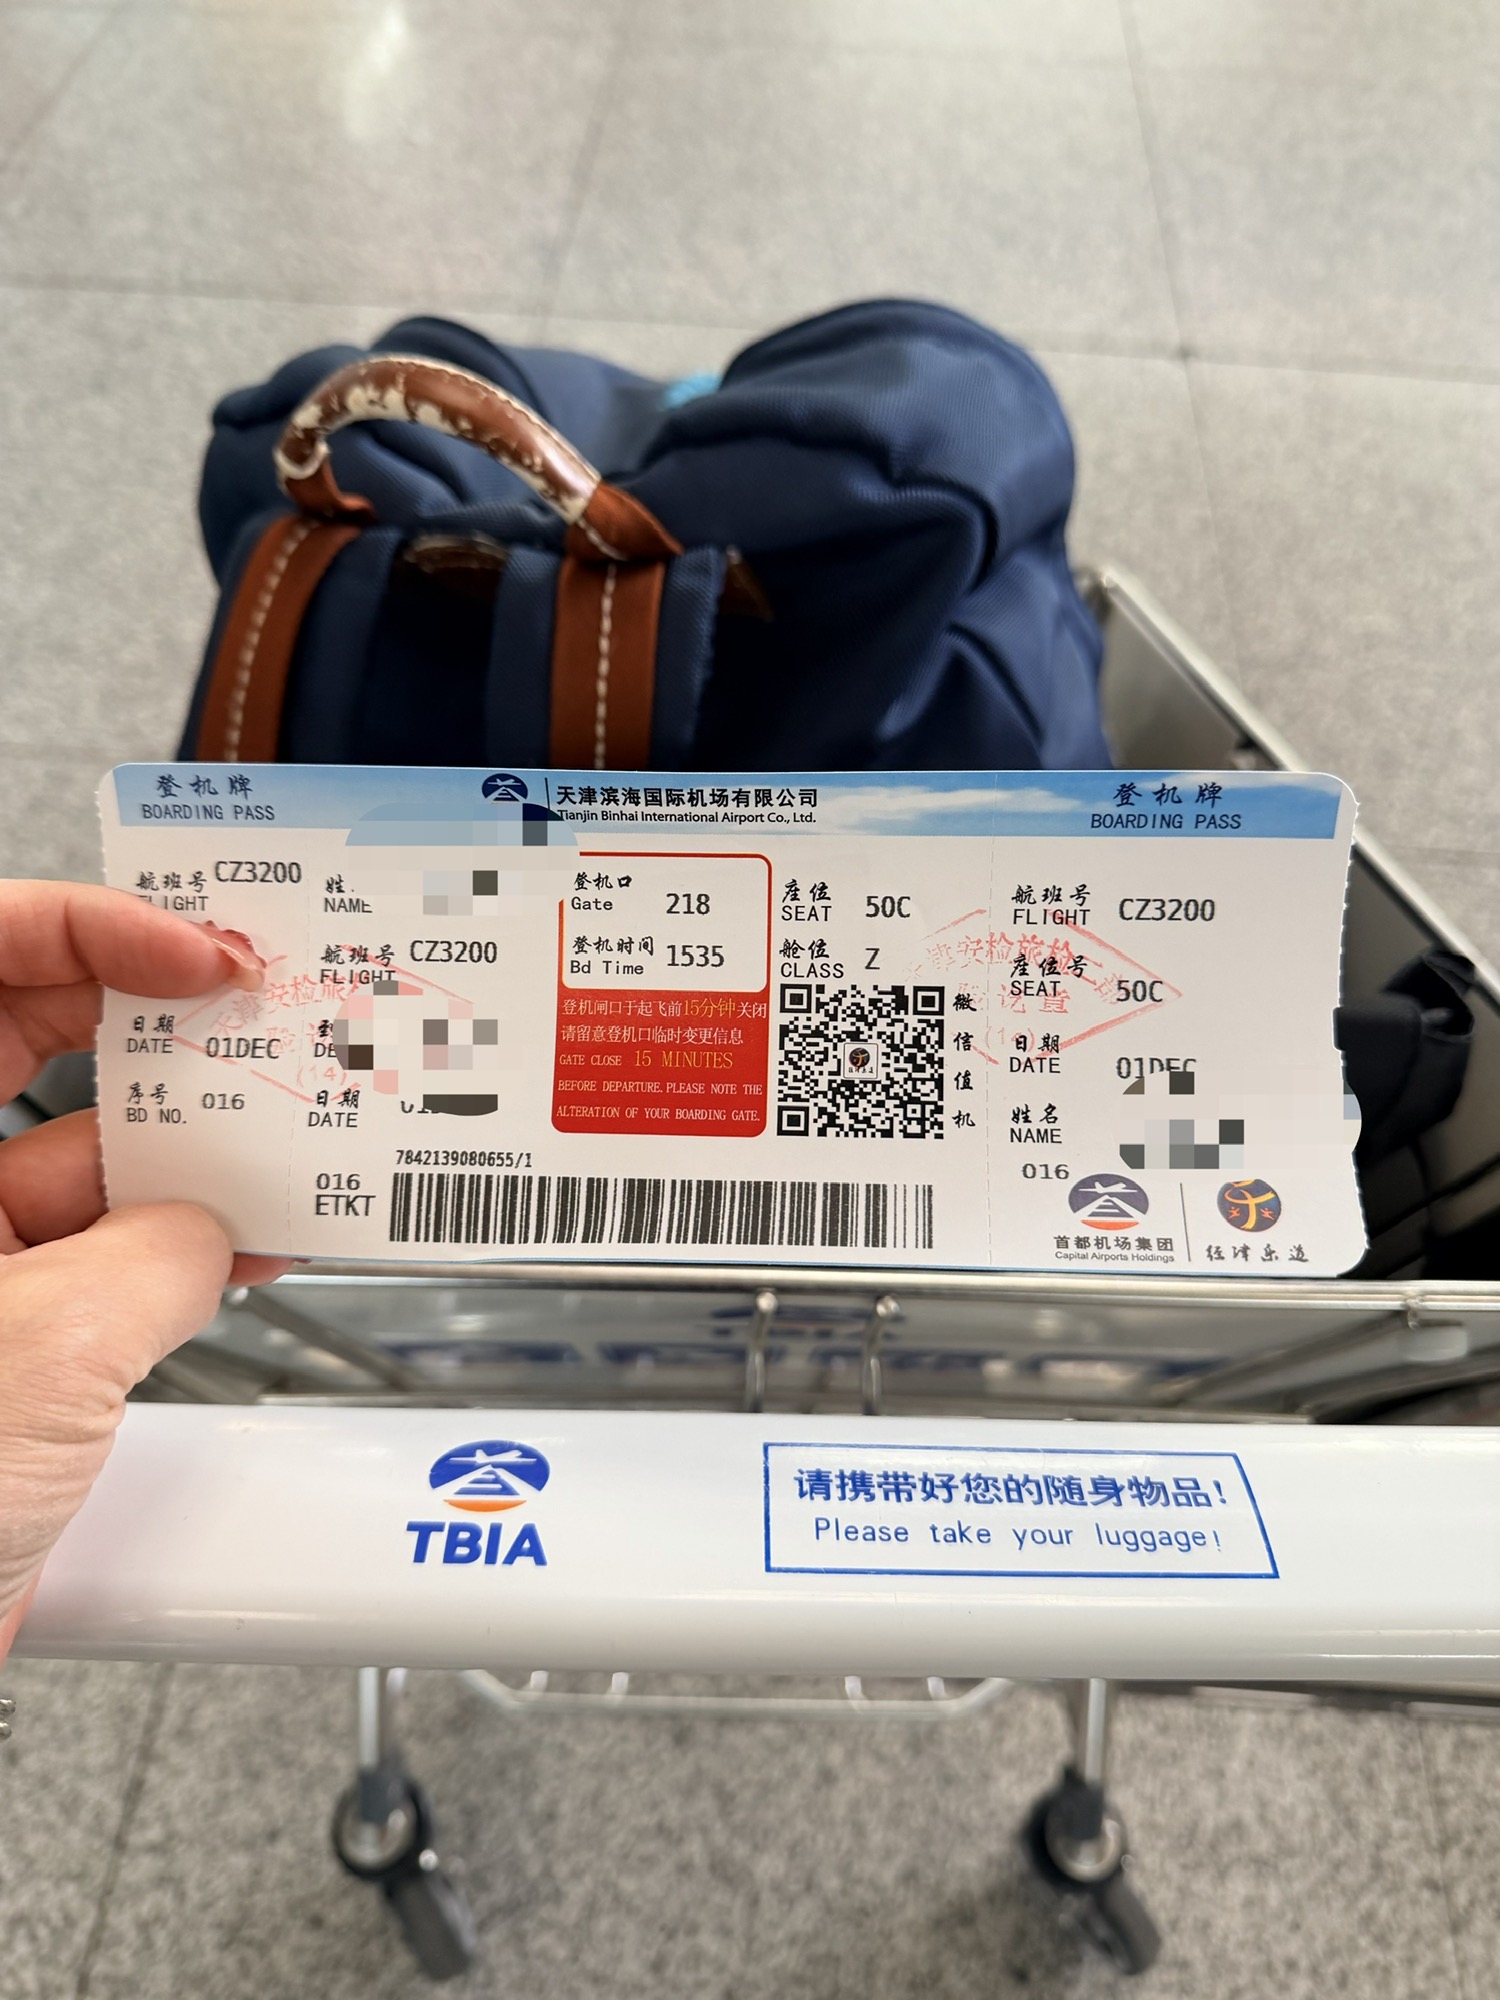 登机牌
BOARDING PASS
天津滨海国际机场有限公司
Tianjin Binhai International Airport Co., Ltd.
登机牌
BOARDING PASS
航班号 CZ3200
FLIGHT
日期
DATE 01DEC
序号
BD NO. 016
姓
NAME
航班号 CZ3200
FLIGHT
日期
DATE
7842139080655/1
016
ETKT
登机口
Gate 218
登机时间
Bd Time 1535
登机闸口于起飞前15分钟关闭
请留意登机口临时变更信息
GATE CLOSE 15 MINUTES
BEFORE DEPARTURE.PLEASE NOTE THE
ALTERATION OF YOUR BOARDING GATE.
座位
SEAT 50C
舱位
CLASS Z
微信值机
航班号
FLIGHT CZ3200
座位号
SEAT 50C
日期
DATE 01DEC
姓名
NAME
016
首都机场集团
Capital Airports Holdings
经津乐道
(14)
TBIA
请携带好您的随身物品!
Please take your luggage!